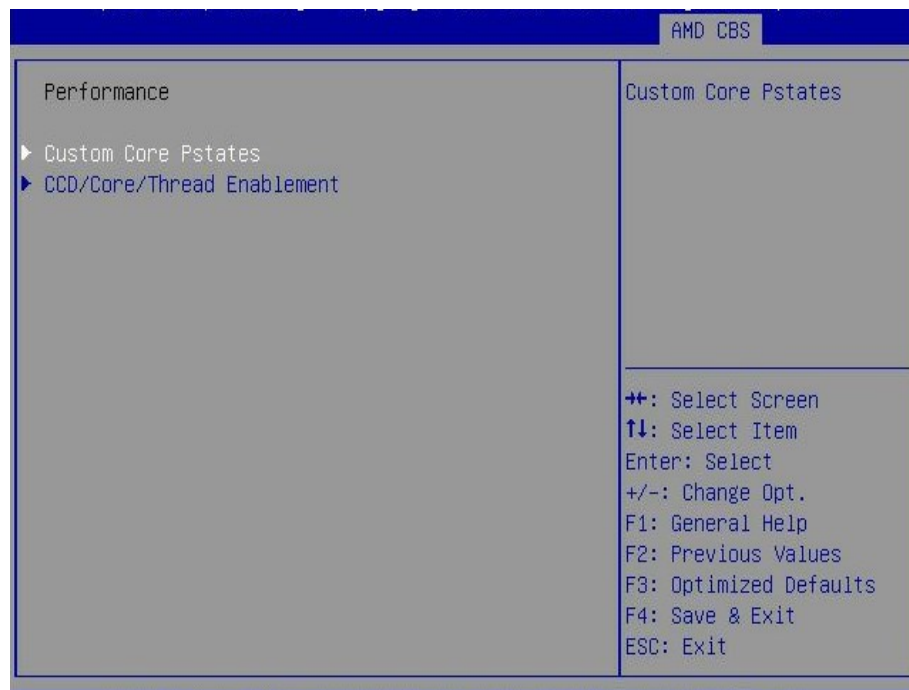 AMD CBS
Performance
Custom Core Pstates
CCD/Core/Thread Enablement
Custom Core Pstates
→←: Select Screen
↑↓: Select Item
Enter: Select
+/-: Change Opt.
F1: General Help
F2: Previous Values
F3: Optimized Defaults
F4: Save & Exit
ESC: Exit